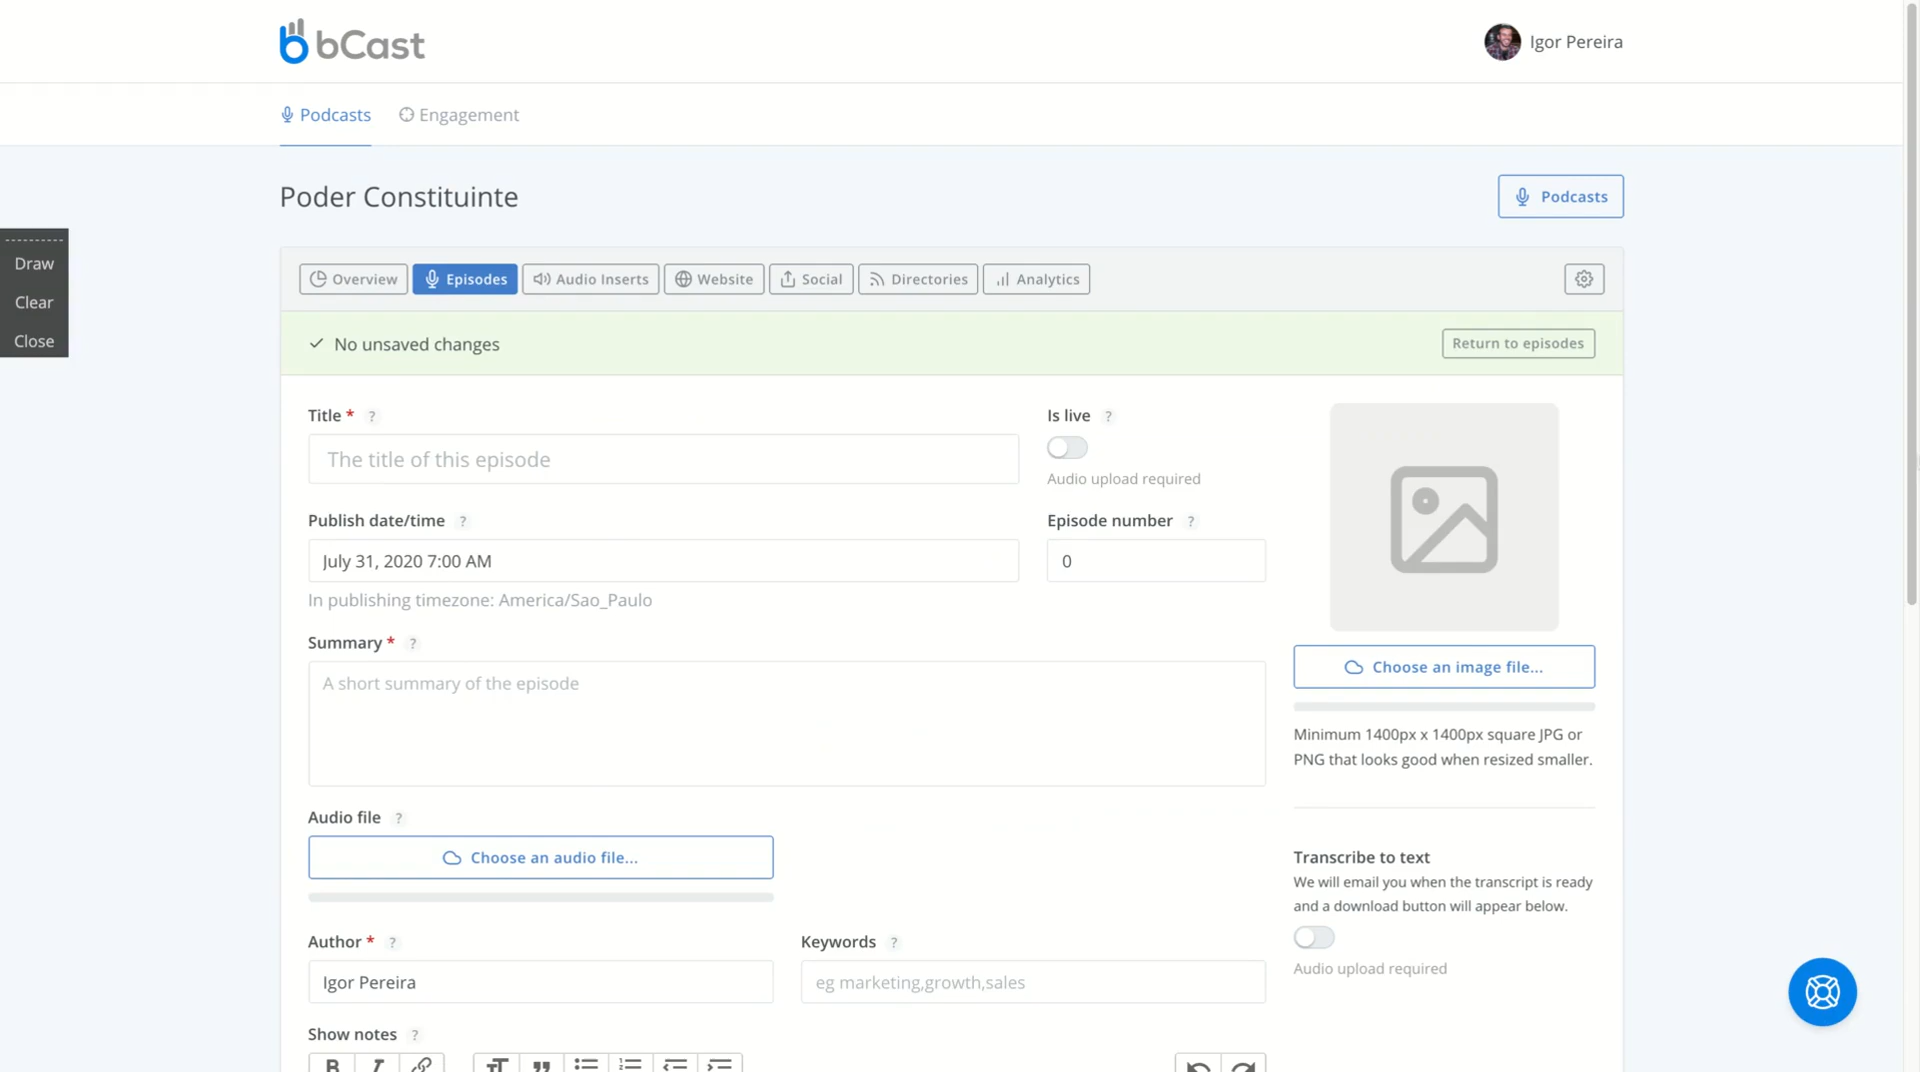 bCast
Igor Pereira
Podcasts
Engagement
Poder Constituinte
Podcasts
Draw
Clear
Close
Overview
Episodes
Audio Inserts
Website
Social
Directories
Analytics
No unsaved changes
Return to episodes
Title * ?
Is live ?
The title of this episode
Audio upload required
Publish date/time ?
Episode number ?
July 31, 2020 7:00 AM
0
In publishing timezone: America/Sao_Paulo
Summary * ?
A short summary of the episode
Choose an image file...
Minimum 1400px x 1400px square JPG or
PNG that looks good when resized smaller.
Audio file ?
Choose an audio file...
Transcribe to text
We will email you when the transcript is ready
and a download button will appear below.
Audio upload required
Author * ?
Keywords ?
Igor Pereira
eg marketing,growth,sales
Show notes ?